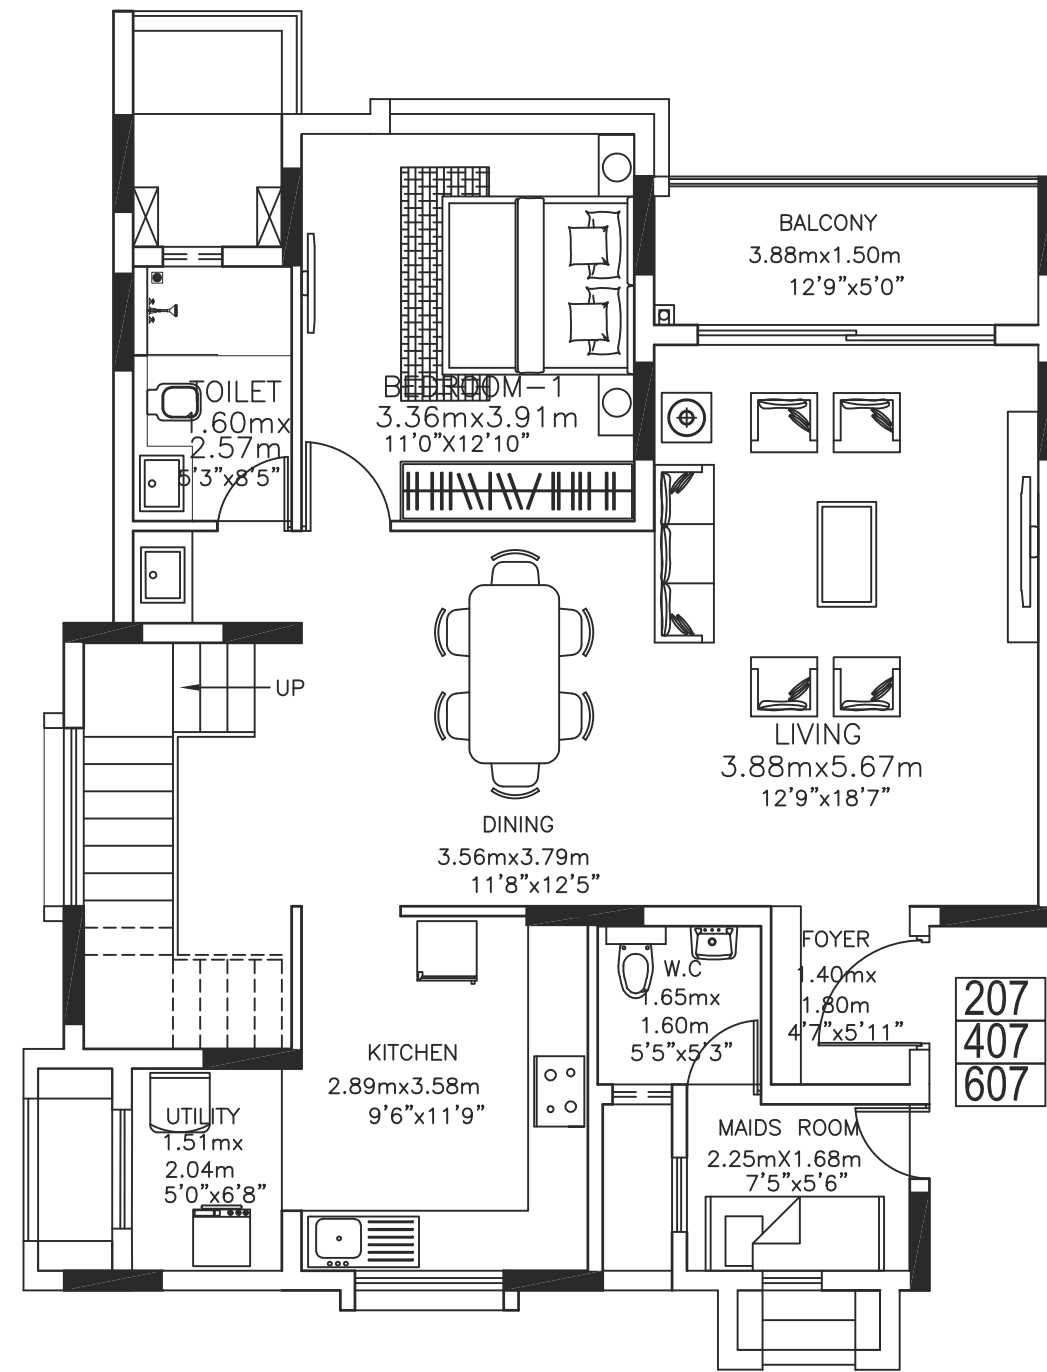 BALCONY
3.88mx1.50m
12'9"x5'0"
TOILET
1.60mx
2.57m
5'3"x8'5"
BEDROOM-1
3.36mx3.91m
11'0"X12'10"
UP
LIVING
3.88mx5.67m
12'9"x18'7"
DINING
3.56mx3.79m
11'8"x12'5"
FOYER
1.40mx
1.80m
4'7"x5'11"
W.C
1.65mx
1.60m
5'5"x5'3"
207
407
607
KITCHEN
2.89mx3.58m
9'6"x11'9"
UTILITY
1.51mx
2.04m
5'0"x6'8"
MAIDS ROOM
2.25mX1.68m
7'5"x5'6"